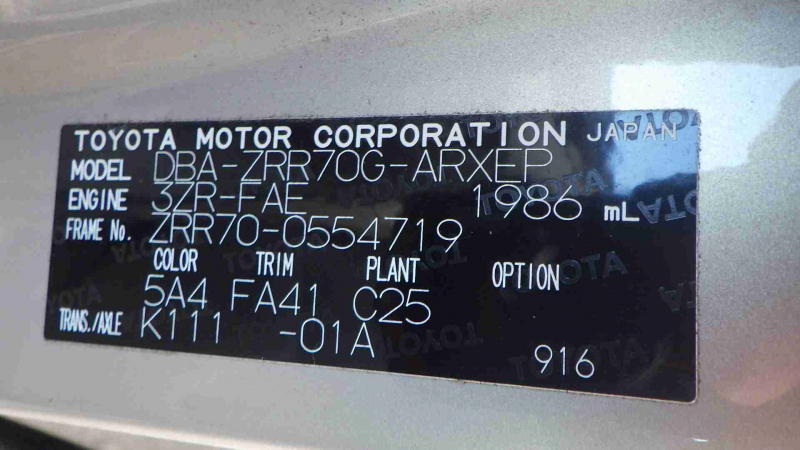 TOYOTA MOTOR CORPORATION JAPAN
MODEL DBA-ZRR70G-ARXEP
ENGINE 3ZR-FAE 1986 mL
FRAME No. ZRR70-0554719
COLOR TRIM PLANT OPTION
5A4 FA41 C25
TRANS./AXLE K111 -01A
916